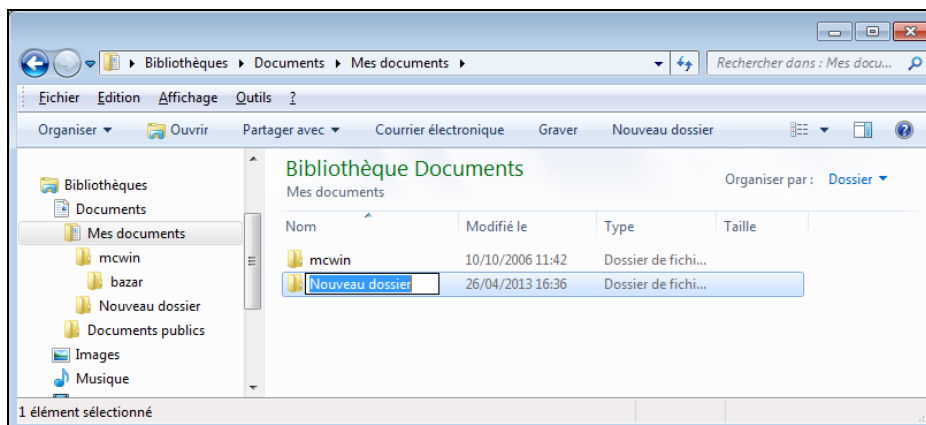 Bibliothèques Documents Mes documents Rechercher dans : Mes docu...
Fichier Edition Affichage Outils ?
Organiser Ouvrir Partager avec Courrier électronique Graver Nouveau dossier
Bibliothèques
Documents
Mes documents
mcwin
bazar
Nouveau dossier
Documents publics
Images
Musique
Bibliothèque Documents
Mes documents
Organiser par : Dossier
Nom Modifié le Type Taille
mcwin 10/10/2006 11:42 Dossier de fichi...
Nouveau dossier 26/04/2013 16:36 Dossier de fichi...
1 élément sélectionné